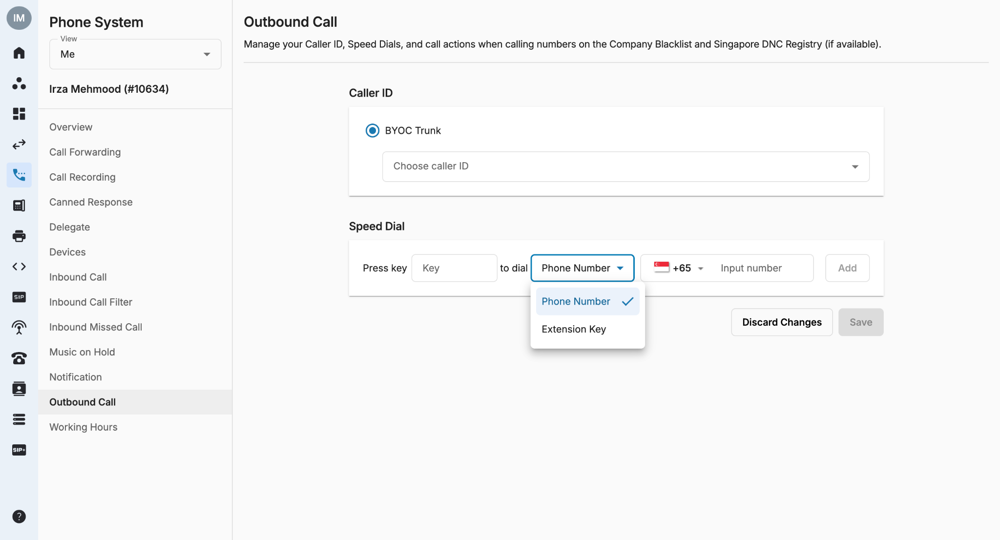 IM
Phone System
View
Me
Irza Mehmood (#10634)
Overview
Call Forwarding
Call Recording
Canned Response
Delegate
Devices
Inbound Call
Inbound Call Filter
Inbound Missed Call
Music on Hold
Notification
Outbound Call
Working Hours
SIP
SIP+
?
Outbound Call
Manage your Caller ID, Speed Dials, and call actions when calling numbers on the Company Blacklist and Singapore DNC Registry (if available).
Caller ID
BYOC Trunk
Choose caller ID
Speed Dial
Press key Key to dial Phone Number +65 Input number Add
Phone Number
Extension Key
Discard Changes Save